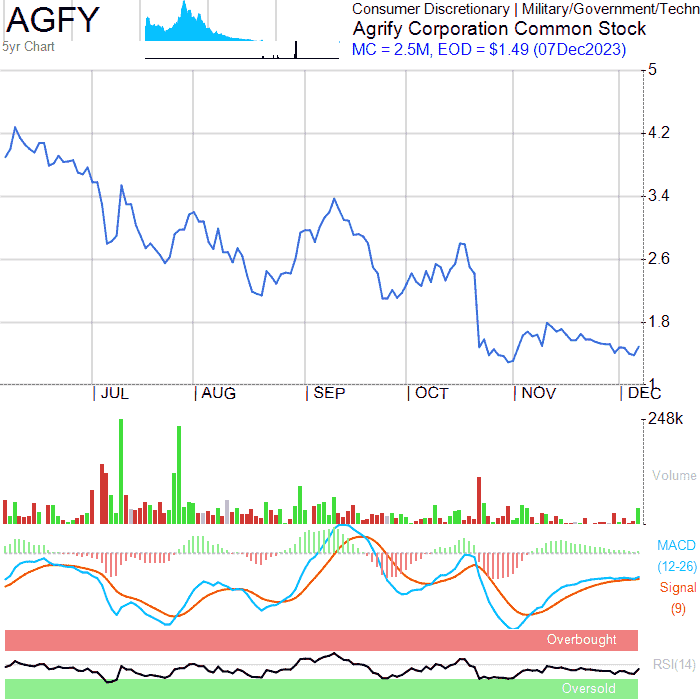 AGFY
5yr Chart
Consumer Discretionary | Military/Government/Techn
Agrify Corporation Common Stock
MC = 2.5M, EOD = $1.49 (07Dec2023)
5
4.2
3.4
2.6
1.8
1
JUL AUG SEP OCT NOV DEC
248k
Volume
MACD
(12-26)
Signal
(9)
Overbought
RSI(14)
Oversold